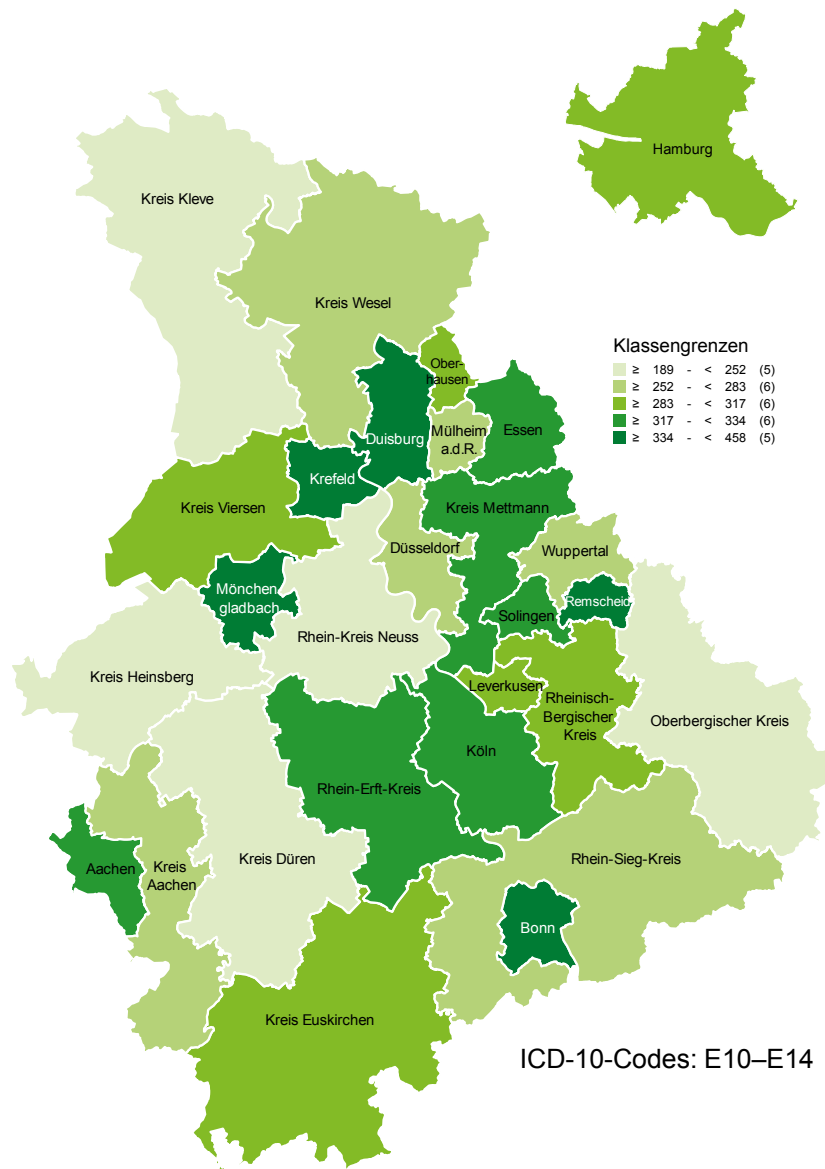 Hamburg
Kreis Kleve
Kreis Wesel
Klassengrenzen
≥ 189 - < 252 (5)
≥ 252 - < 283 (6)
≥ 283 - < 317 (6)
≥ 317 - < 334 (6)
≥ 334 - < 458 (5)
Ober-
hausen
Duisburg
Mülheim
a.d.R.
Essen
Krefeld
Kreis Viersen
Kreis Mettmann
Düsseldorf
Wuppertal
Mönchen
gladbach
Remscheid
Solingen
Rhein-Kreis Neuss
Kreis Heinsberg
Leverkusen
Rheinisch-
Bergischer
Kreis
Oberbergischer Kreis
Köln
Rhein-Erft-Kreis
Aachen
Kreis
Aachen
Kreis Düren
Rhein-Sieg-Kreis
Bonn
Kreis Euskirchen
ICD-10-Codes: E10–E14